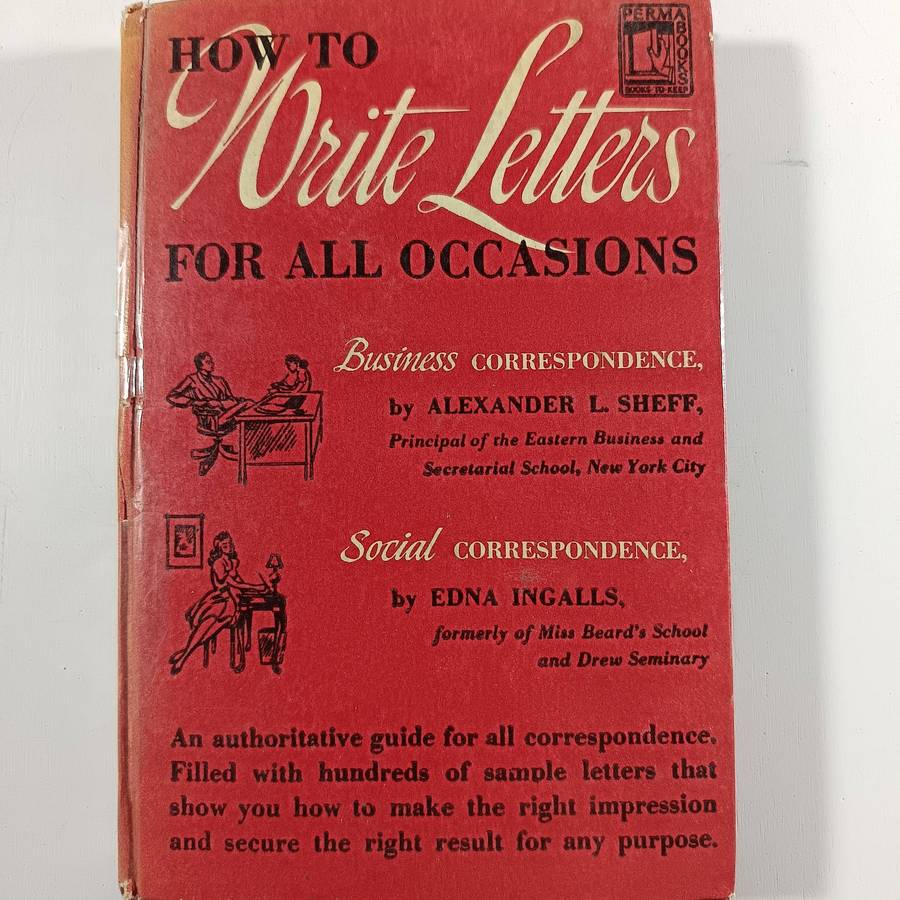 HOW TO
PERMA
BOOKS
BOOKS TO KEEP
Write Letters
FOR ALL OCCASIONS
Business CORRESPONDENCE,
by ALEXANDER L. SHEFF,
Principal of the Eastern Business and
Secretarial School, New York City
Social CORRESPONDENCE,
by EDNA INGALLS,
formerly of Miss Beard's School
and Drew Seminary
An authoritative guide for all correspondence.
Filled with hundreds of sample letters that
show you how to make the right impression
and secure the right result for any purpose.